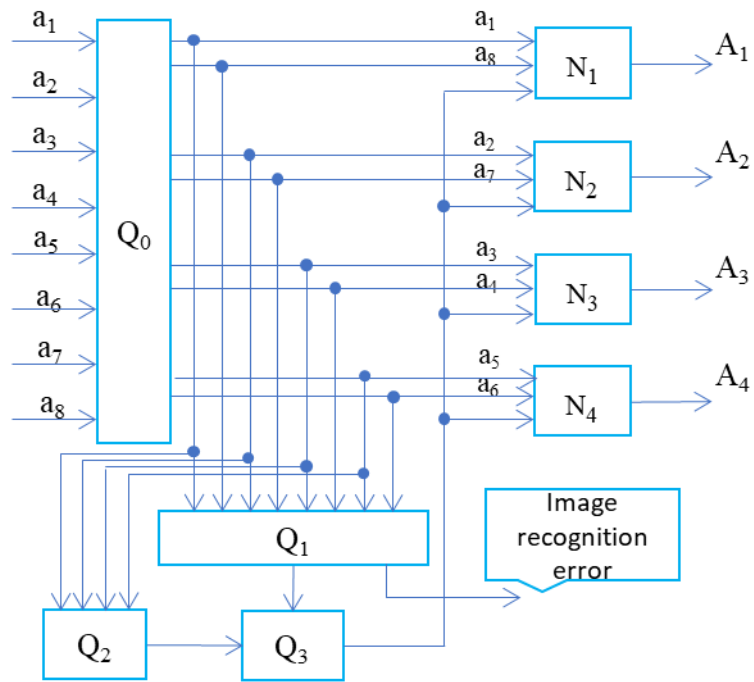 a₁
a₂
a₃
a₄
a₅
a₆
a₇
a₈
Q₀
a₁
a₈
N₁
A₁
a₂
a₇
N₂
A₂
a₃
a₄
N₃
A₃
a₅
a₆
N₄
A₄
Q₁
Image
recognition
error
Q₂
Q₃